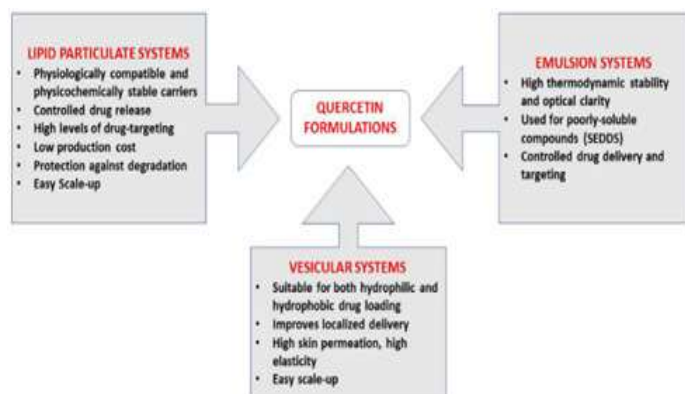 LIPID PARTICULATE SYSTEMS
• Physiologically compatible and
physicochemically stable carriers
• Controlled drug release
• High levels of drug-targeting
• Low production cost
• Protection against degradation
• Easy Scale-up
QUERCETIN
FORMULATIONS
EMULSION SYSTEMS
• High thermodynamic stability
and optical clarity
• Used for poorly-soluble
compounds (SEDDS)
• Controlled drug delivery and
targeting
VESICULAR SYSTEMS
• Suitable for both hydrophilic and
hydrophobic drug loading
• Improves localized delivery
• High skin permeation, high
elasticity
• Easy scale-up